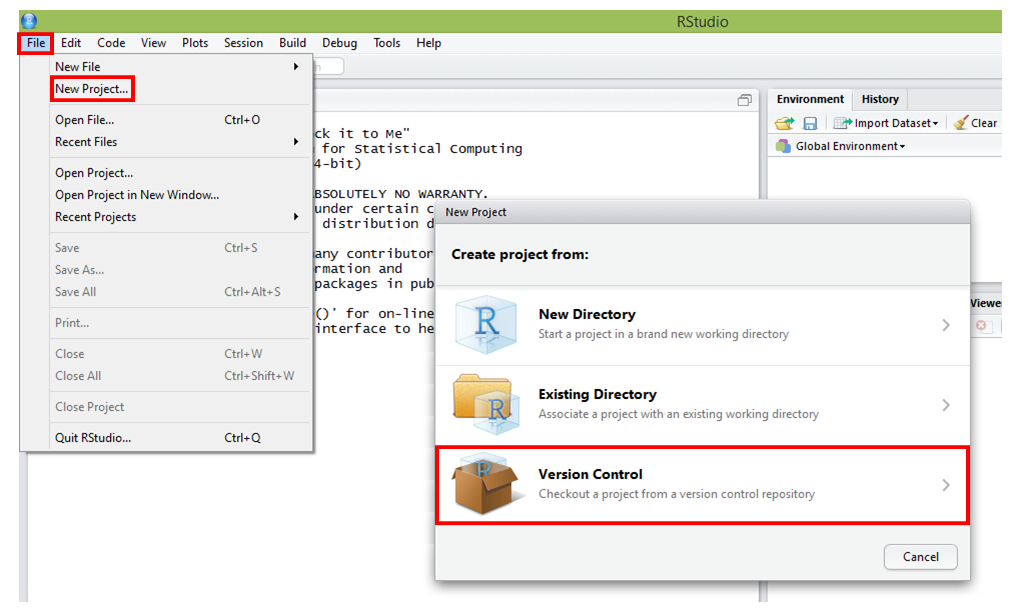 RStudio
File Edit Code View Plots Session Build Debug Tools Help
New File
New Project...
Open File... Ctrl+O
Recent Files
Open Project...
Open Project in New Window...
Recent Projects
Save Ctrl+S
Save As...
Save All Ctrl+Alt+S
Print...
Close Ctrl+W
Close All Ctrl+Shift+W
Close Project
Quit RStudio... Ctrl+Q
ck it to Me"
for Statistical Computing
4-bit)
BSOLUTELY NO WARRANTY.
under certain c
distribution d
any contributor
rmation and
packages in pub
()' for on-line
interface to he
Environment History
Import Dataset Clear
Global Environment
Viewe
New Project
Create project from:
R
New Directory
Start a project in a brand new working directory
R
Existing Directory
Associate a project with an existing working directory
R
Version Control
Checkout a project from a version control repository
Cancel